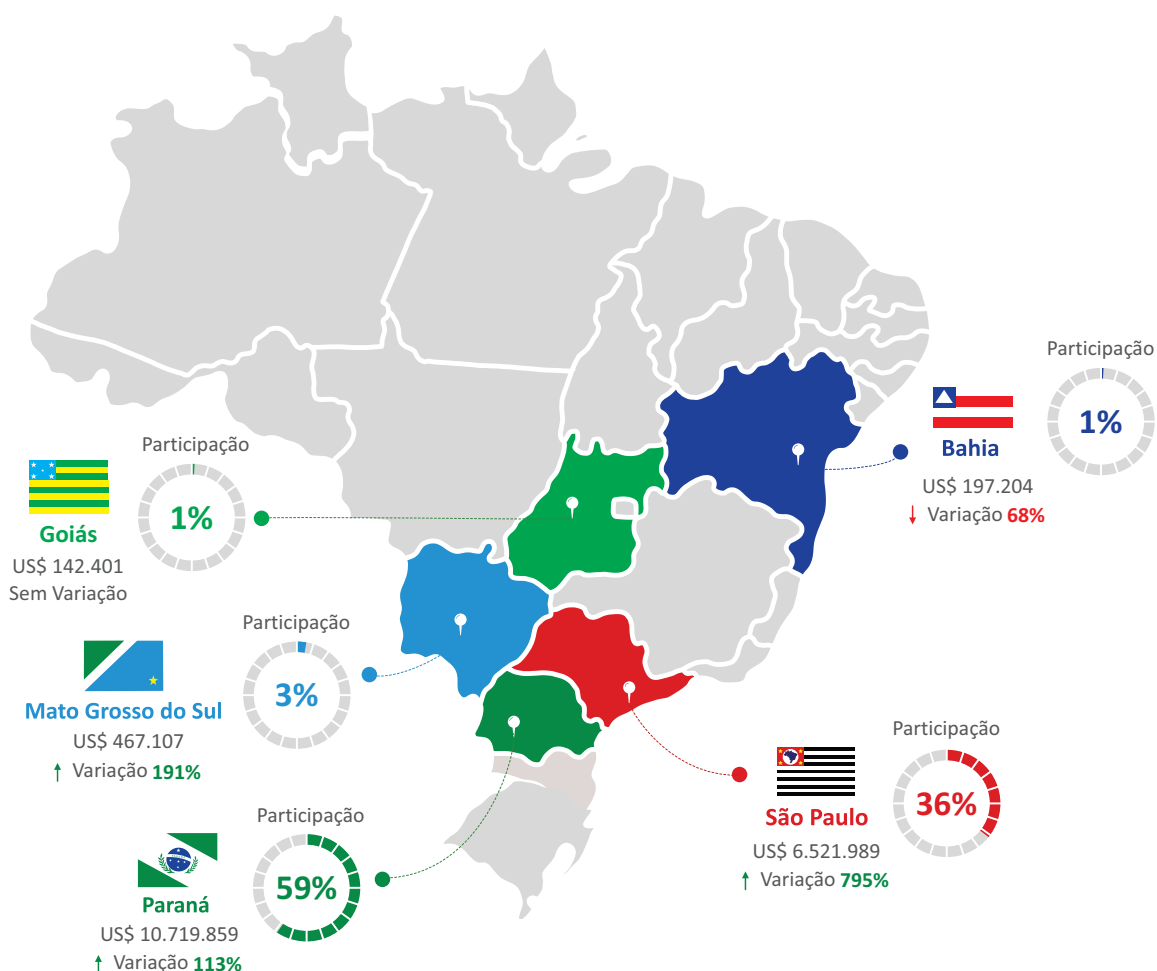 Participação
1%
Bahia
US$ 197.204
↓ Variação 68%
Participação
1%
Goiás
US$ 142.401
Sem Variação
Participação
3%
Mato Grosso do Sul
US$ 467.107
↑ Variação 191%
Participação
36%
São Paulo
US$ 6.521.989
↑ Variação 795%
Participação
59%
Paraná
US$ 10.719.859
↑ Variação 113%